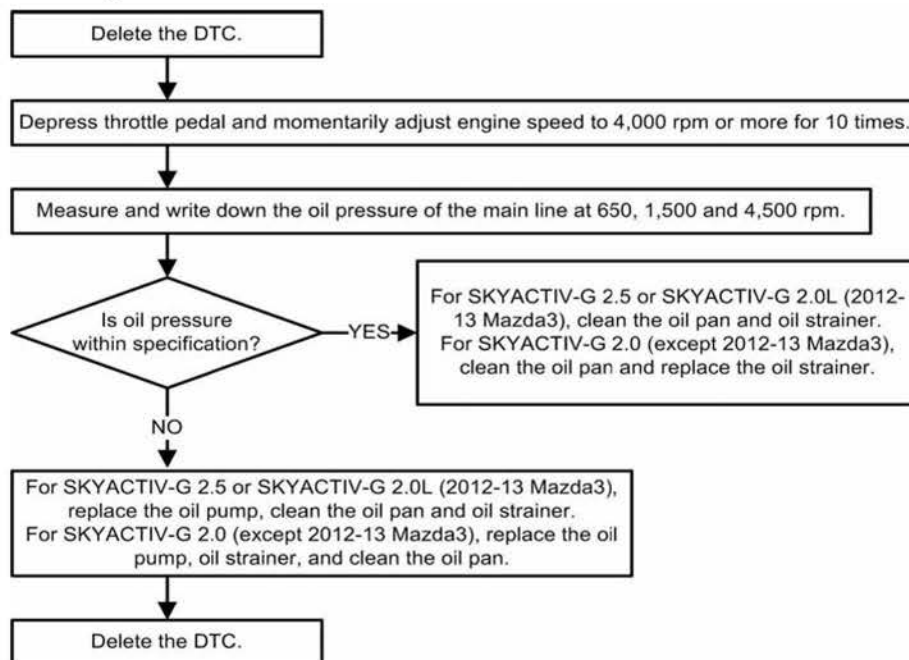 Delete the DTC.
Depress throttle pedal and momentarily adjust engine speed to 4,000 rpm or more for 10 times.
Measure and write down the oil pressure of the main line at 650, 1,500 and 4,500 rpm.
Is oil pressure
within specification?
YES
For SKYACTIV-G 2.5 or SKYACTIV-G 2.0L (2012-
13 Mazda3), clean the oil pan and oil strainer.
For SKYACTIV-G 2.0 (except 2012-13 Mazda3),
clean the oil pan and replace the oil strainer.
NO
For SKYACTIV-G 2.5 or SKYACTIV-G 2.0L (2012-13 Mazda3),
replace the oil pump, clean the oil pan and oil strainer.
For SKYACTIV-G 2.0 (except 2012-13 Mazda3), replace the oil
pump, oil strainer, and clean the oil pan.
Delete the DTC.